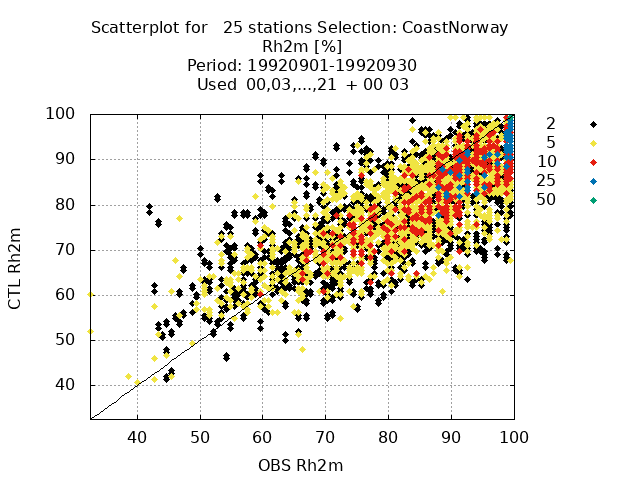 Scatterplot for   25 stations Selection: CoastNorway
Rh2m [%]
Period: 19920901-19920930
Used  00,03,...,21  + 00 03
100
90
80
70
60
50
40
40 50 60 70 80 90 100
CTL Rh2m
OBS Rh2m
2
5
10
25
50